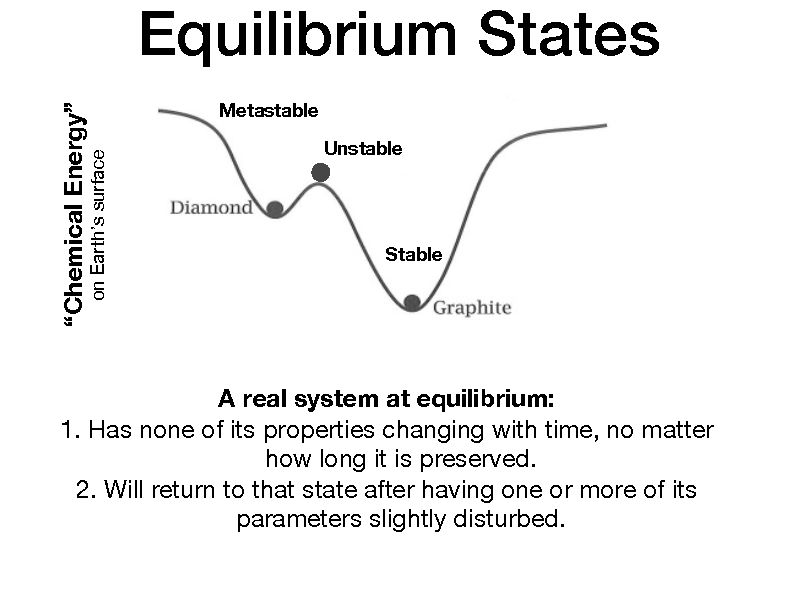 Equilibrium States
“Chemical Energy”
on Earth’s surface
Metastable
Unstable
Diamond
Stable
Graphite
A real system at equilibrium:
1. Has none of its properties changing with time, no matter
how long it is preserved.
2. Will return to that state after having one or more of its
parameters slightly disturbed.